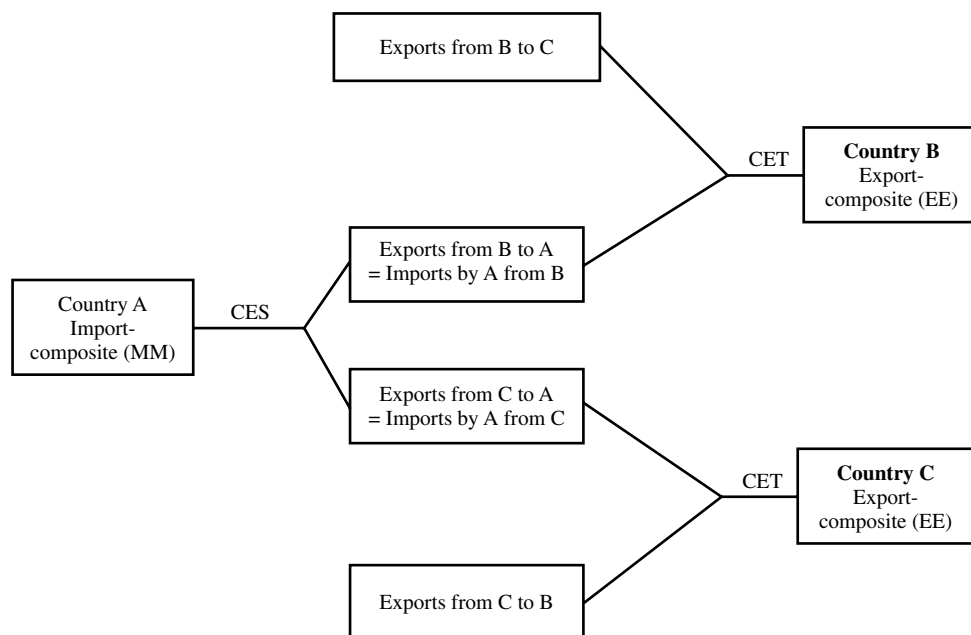 Exports from B to C
CET
Country B
Export-
composite (EE)
Exports from B to A
= Imports by A from B
Country A
Import-
composite (MM)
CES
Exports from C to A
= Imports by A from C
CET
Country C
Export-
composite (EE)
Exports from C to B